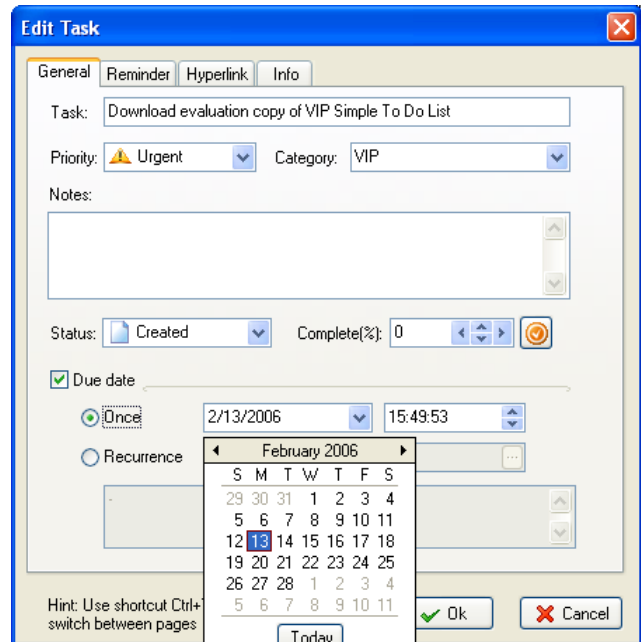 Edit Task
General Reminder Hyperlink Info
Task: Download evaluation copy of VIP Simple To Do List
Priority: Urgent Category: VIP
Notes:
Status: Created Complete(%): 0
Due date
Once 2/13/2006 15:49:53
Recurrence
February 2006
S M T W T F S
29 30 31 1 2 3 4
5 6 7 8 9 10 11
12 13 14 15 16 17 18
19 20 21 22 23 24 25
26 27 28 1 2 3 4
5 6 7 8 9 10 11
Today
Hint: Use shortcut Ctrl+
switch between pages
Ok Cancel